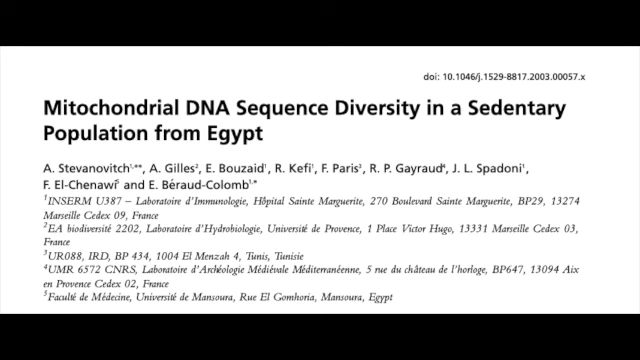 doi: 10.1046/j.1529-8817.2003.00057.x
Mitochondrial DNA Sequence Diversity in a Sedentary
Population from Egypt
A. Stevanovitch¹,**, A. Gilles², E. Bouzaid¹, R. Kefi¹, F. Paris³, R. P. Gayraud⁴, J. L. Spadoni¹,
F. El-Chenawi⁵ and E. Béraud-Colomb¹,*
¹INSERM U387 – Laboratoire d'Immunologie, Hôpital Sainte Marguerite, 270 Boulevard Sainte Marguerite, BP29, 13274
Marseille Cedex 09, France
²EA biodiversité 2202, Laboratoire d'Hydrobiologie, Université de Provence, 1 Place Victor Hugo, 13331 Marseille Cedex 03,
France
³UR088, IRD, BP 434, 1004 El Menzah 4, Tunis, Tunisie
⁴UMR 6572 CNRS, Laboratoire d'Archéologie Médiévale Méditerranéenne, 5 rue du château de l'horloge, BP647, 13094 Aix
en Provence Cedex 02, France
⁵Faculté de Médecine, Université de Mansoura, Rue El Gomhoria, Mansoura, Egypt